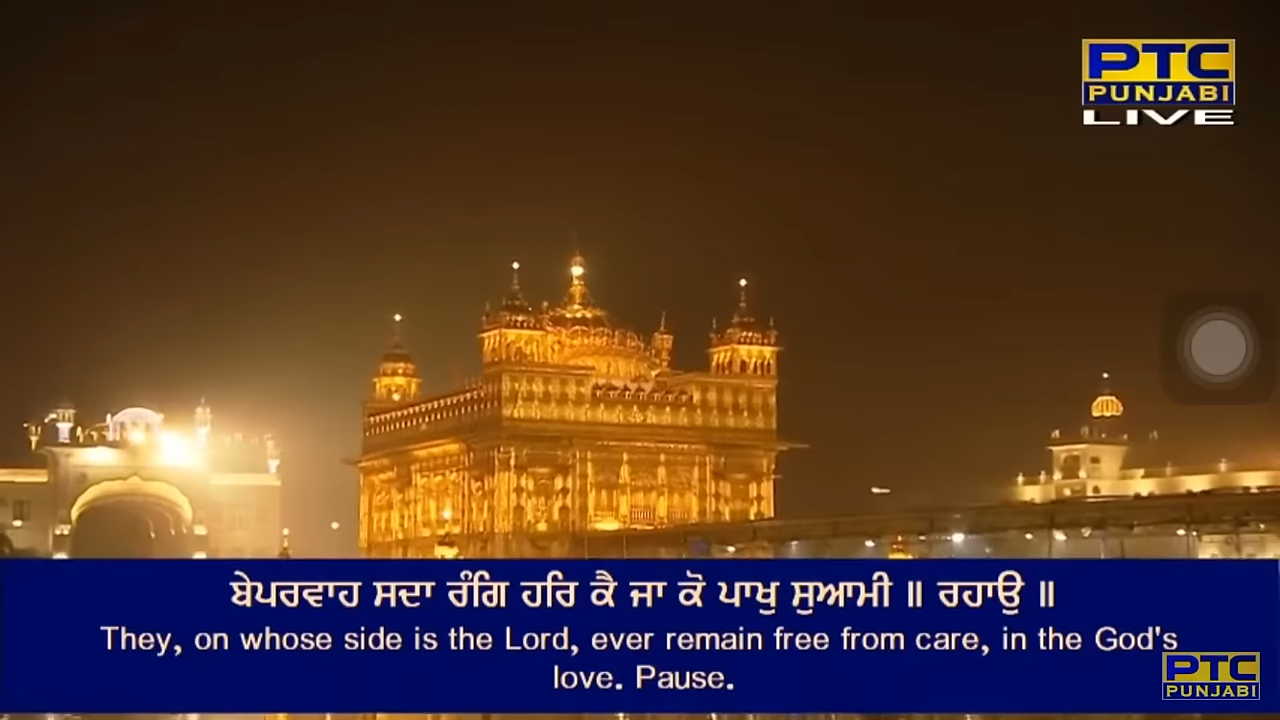 PTC
PUNJABI
LIVE
ਬੇਪਰਵਾਹ ਸਦਾ ਰੰਗਿ ਹਰਿ ਕੈ ਜਾ ਕੋ ਪਾਖੁ ਸੁਆਮੀ ॥ ਰਹਾਉ ॥
They, on whose side is the Lord, ever remain free from care, in the God's
love. Pause.
PTC
PUNJABI